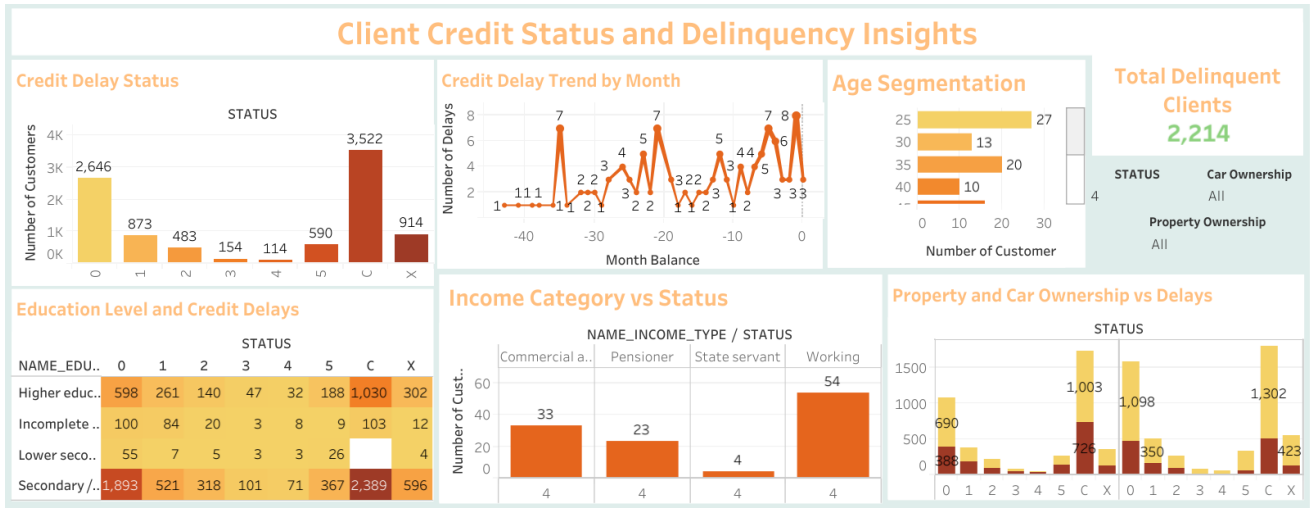 Client Credit Status and Delinquency Insights
Credit Delay Status
STATUS
Number of Customers
4K
3K
2K
1K
0K
2,646
873
483
154
114
590
3,522
914
0 1 2 3 4 5 C X
Credit Delay Trend by Month
Number of Delays
8
6
4
2
1 1 1 1 7 1 2 2 1 3 4 3 2 5 2 7 3 1 2 1 2 2 3 5 3 1 4 2 4 5 7 6 3 8 3
-40 -30 -20 -10 0
Month Balance
Age Segmentation
25 27
30 13
35 20
40 10
0 10 20 30
Number of Customer
Total Delinquent
Clients
2,214
STATUS Car Ownership
4 All
Property Ownership
All
Education Level and Credit Delays
STATUS
NAME_EDU.. 0 1 2 3 4 5 C X
Higher educ.. 598 261 140 47 32 188 1,030 302
Incomplete .. 100 84 20 3 8 9 103 12
Lower seco.. 55 7 5 3 3 26 4
Secondary /.. 1,893 521 318 101 71 367 2,389 596
Income Category vs Status
NAME_INCOME_TYPE / STATUS
Commercial a.. Pensioner State servant Working
Number of Cust..
60
40
20
0
33 23 4 54
4 4 4 4
Property and Car Ownership vs Delays
STATUS
1500
1000
500
0
690
388
1,003
726
1,098
350
1,302
423
0 1 2 3 4 5 C X 0 1 2 3 4 5 C X